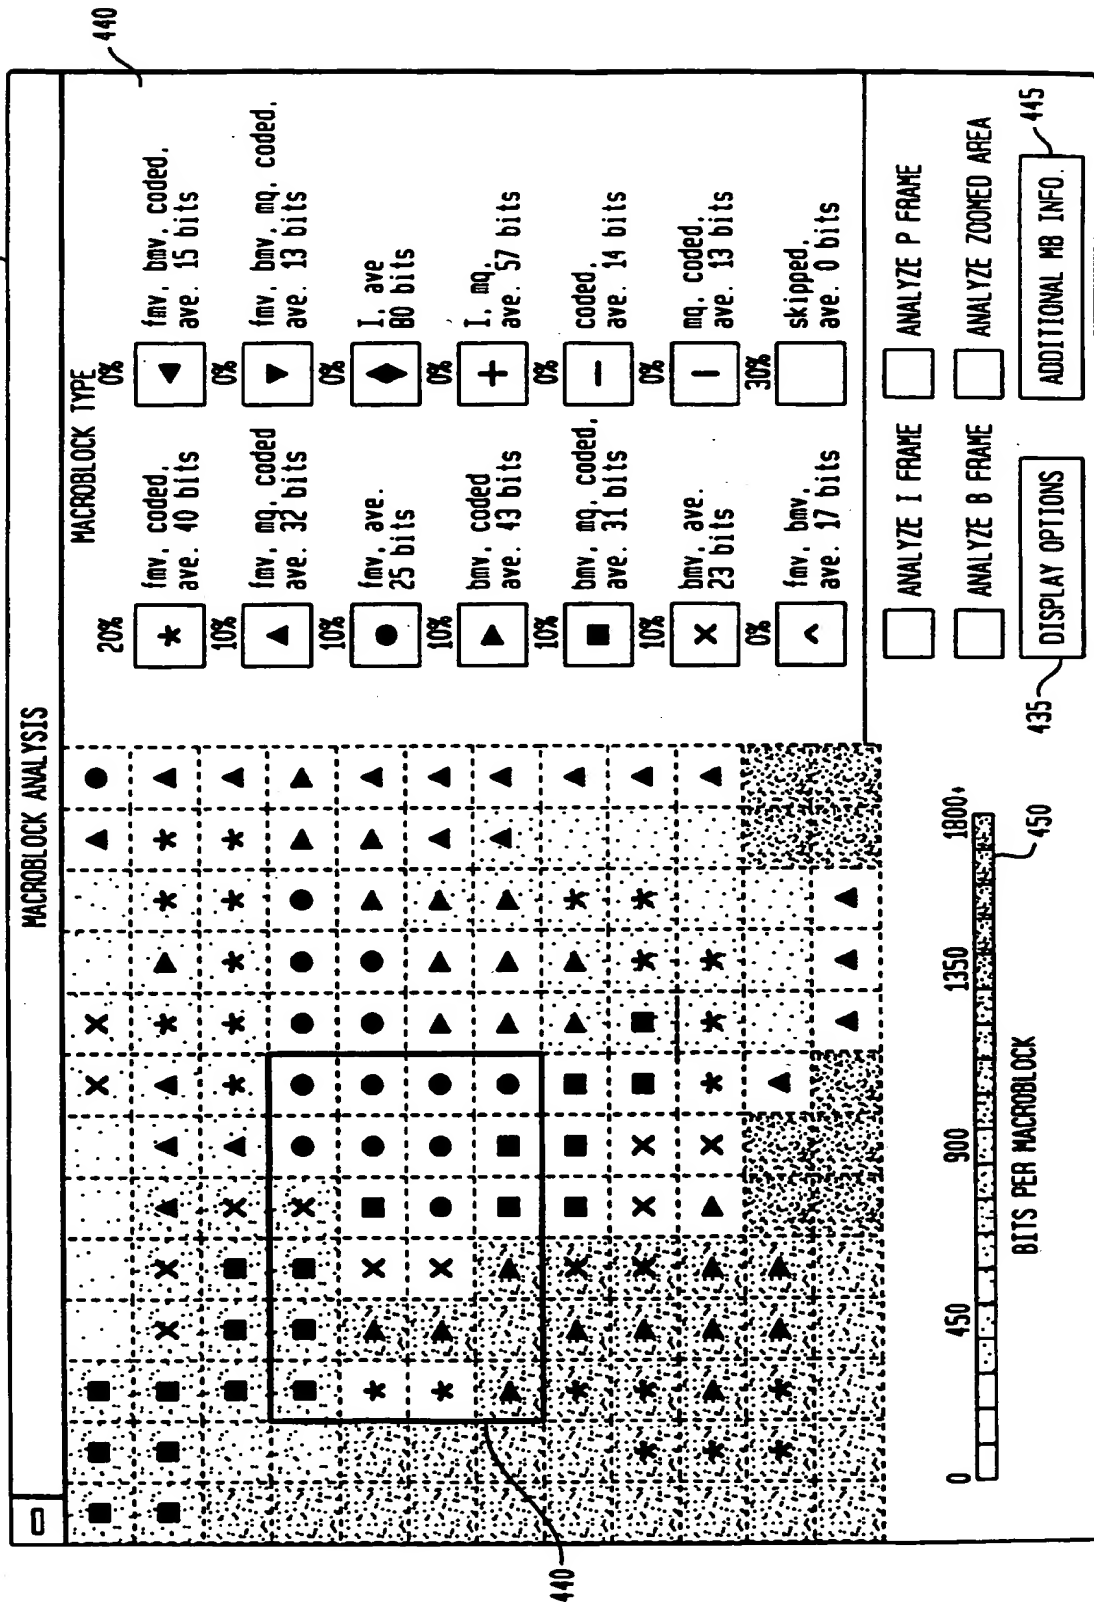 MACROBLOCK ANALYSIS
440
MACROBLOCK TYPE
20%
fmv, coded,
ave. 40 bits
0%
fmv, bmv, coded,
ave. 15 bits
10%
fmv, mq, coded
ave. 32 bits
0%
fmv, bmv, mq, coded,
ave. 13 bits
10%
fmv, ave.
25 bits
0%
I, ave
80 bits
10%
bmv, coded
ave. 43 bits
0%
I, mq,
ave. 57 bits
10%
bmv, mq, coded,
ave. 31 bits
0%
coded,
ave. 14 bits
10%
bmv, ave.
23 bits
0%
mq, coded,
ave. 13 bits
0%
fmv, bmv,
ave. 17 bits
30%
skipped,
ave. 0 bits
440
0 450 900 1350 1800+
BITS PER MACROBLOCK
450
ANALYZE I FRAME
ANALYZE P FRAME
ANALYZE B FRAME
ANALYZE ZOOMED AREA
435
DISPLAY OPTIONS
ADDITIONAL MB INFO.
445